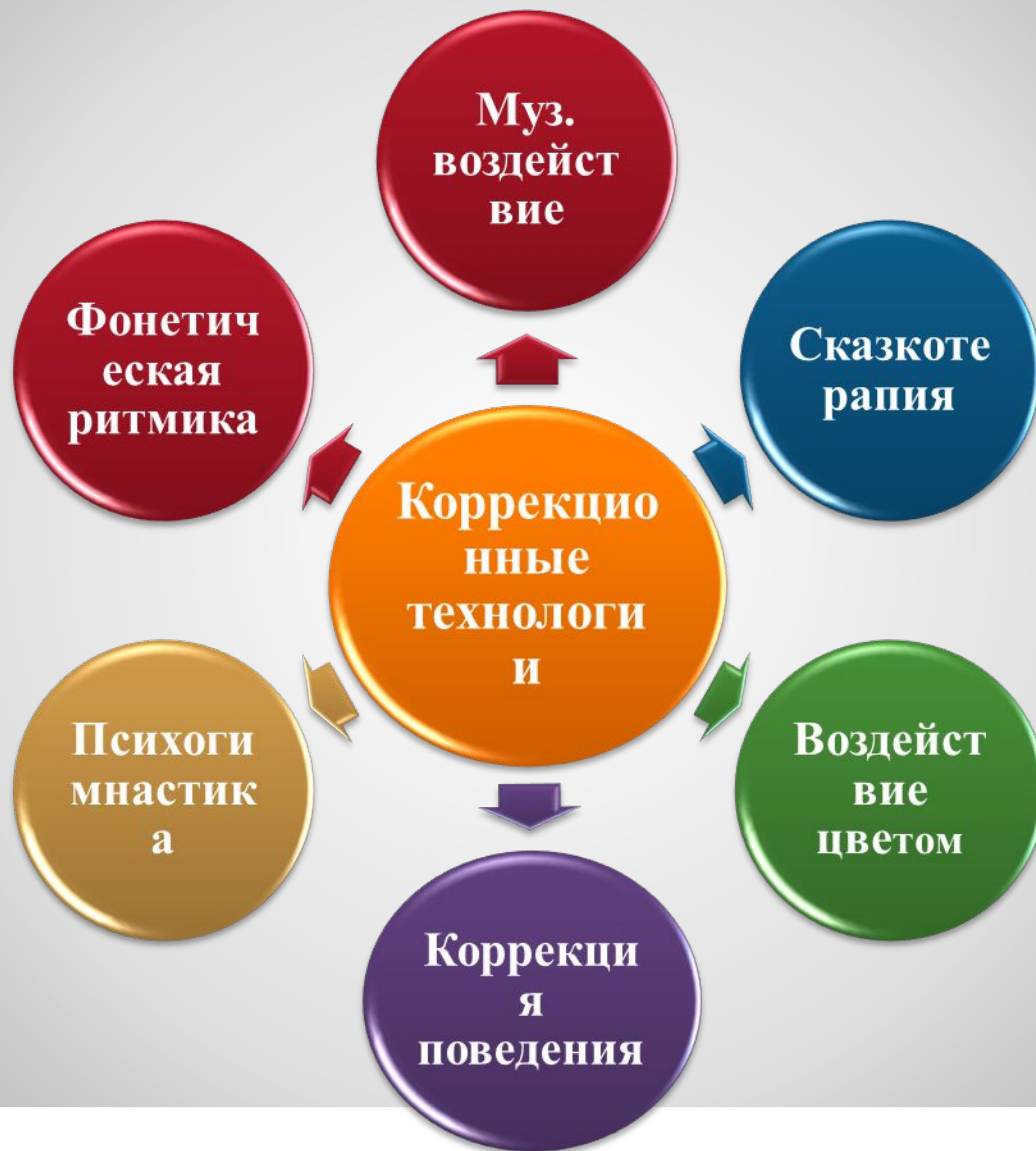 Муз.
воздейст
вие
Фонетич
еская
ритмика
Сказкоте
рапия
Коррекцио
нные
технологи
и
Психоги
мнастик
а
Воздейст
вие
цветом
Коррекци
я
поведения